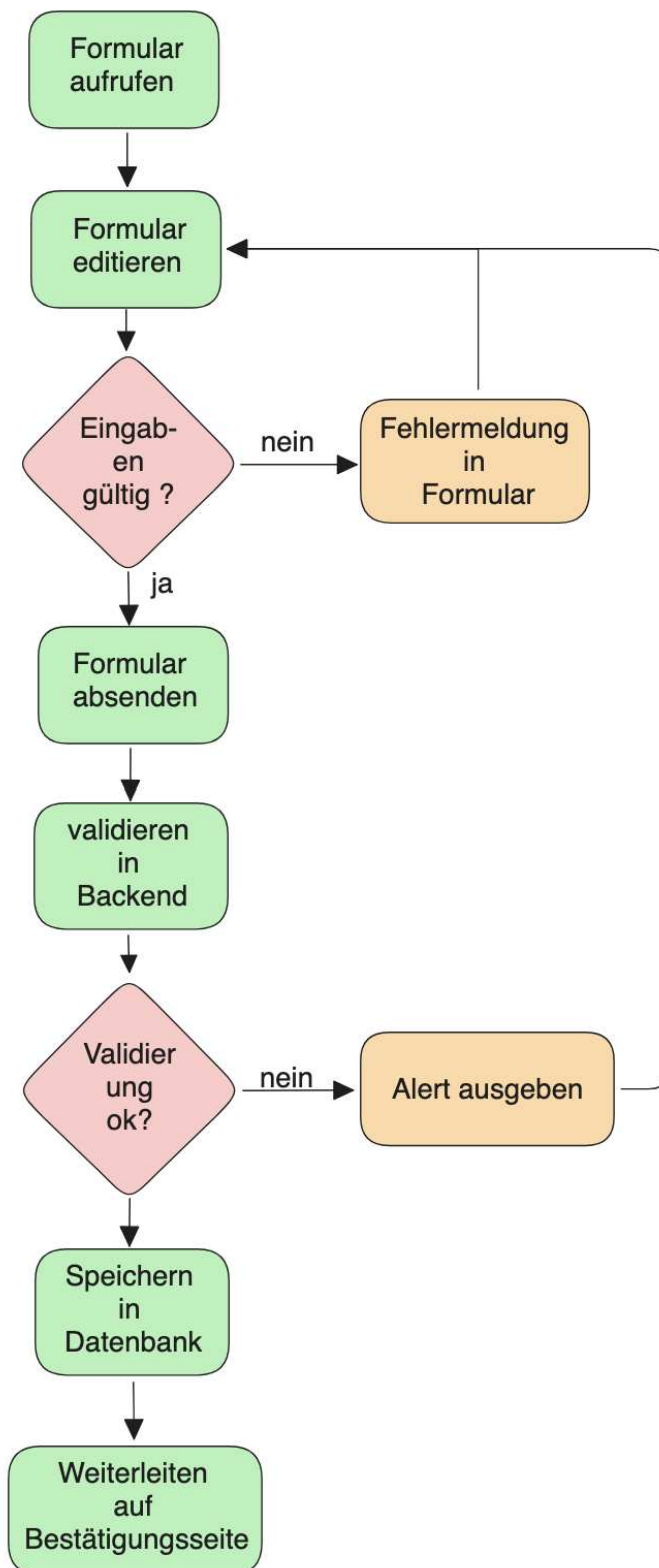 Formular
aufrufen
Formular
editieren
Eingab-
en
gültig ?
nein
Fehlermeldung
in
Formular
ja
Formular
absenden
validieren
in
Backend
Validier
ung
ok?
nein
Alert ausgeben
Speichern
in
Datenbank
Weiterleiten
auf
Bestätigungsseite